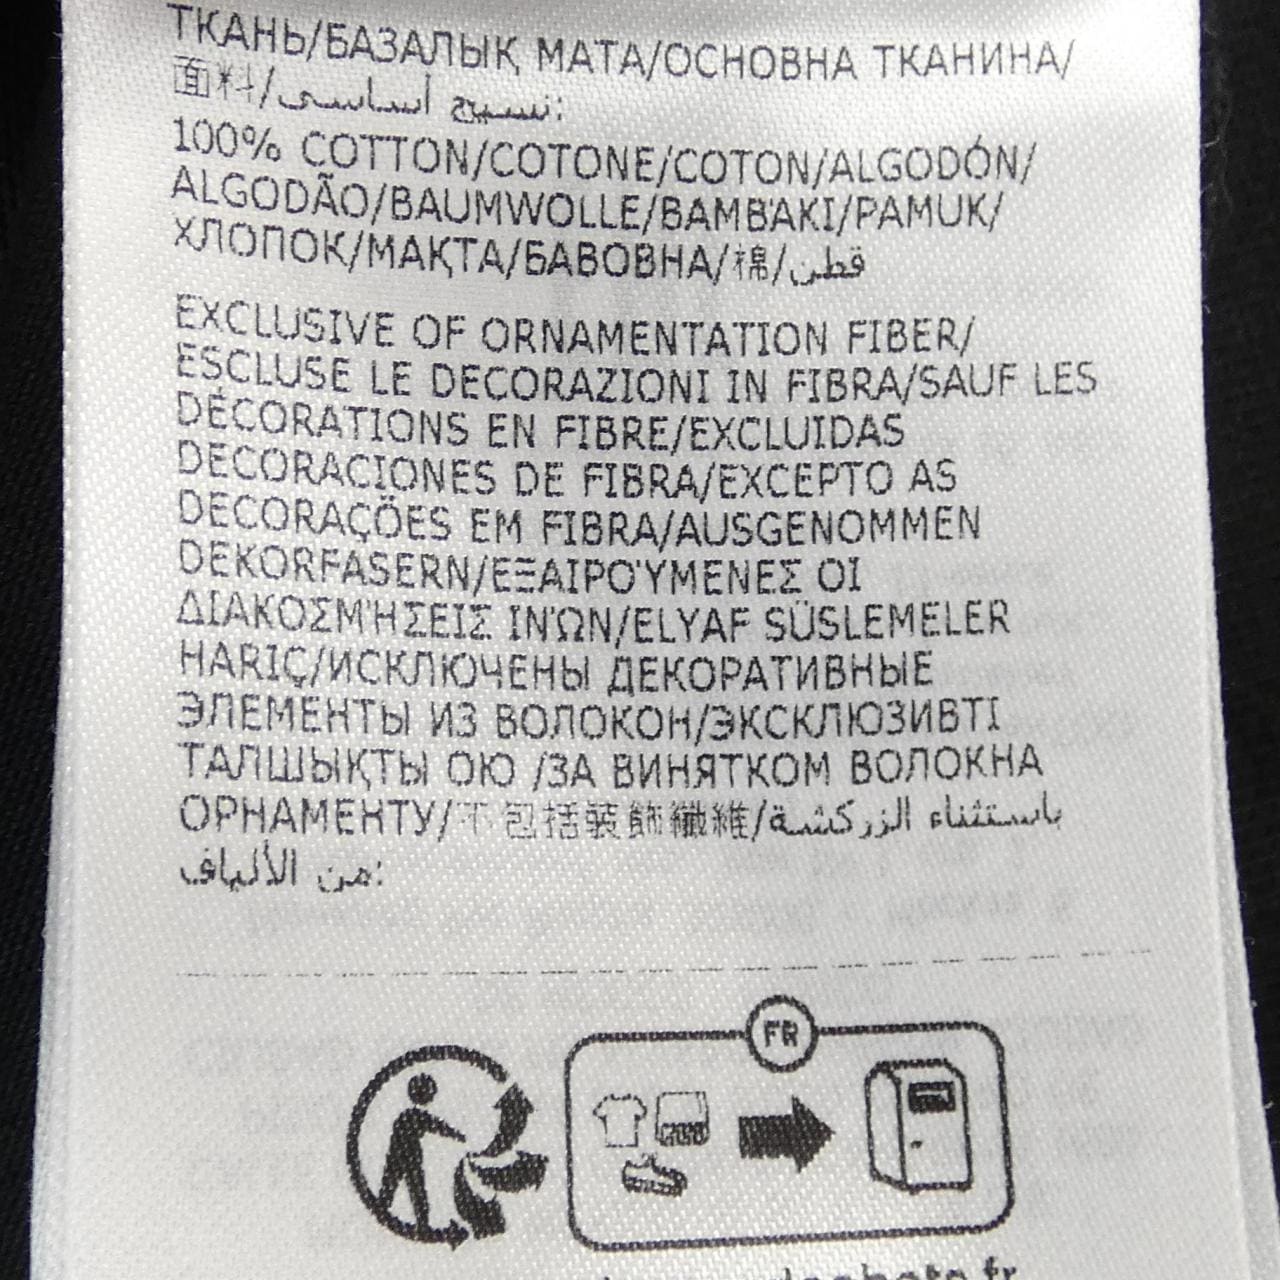 ТКАНЬ/БАЗАЛЫҚ МАТА/ОСНОВНА ТКАНИНА/
面料/نسيج أساسي:
100% COTTON/COTONE/COTON/ALGODÓN/
ALGODÃO/BAUMWOLLE/ΒΑΜΒΆΚΙ/PAMUK/
ХЛОПОК/МАҚТА/БАВОВНА/棉/قطن
EXCLUSIVE OF ORNAMENTATION FIBER/
ESCLUSE LE DECORAZIONI IN FIBRA/SAUF LES
DÉCORATIONS EN FIBRE/EXCLUIDAS
DECORACIONES DE FIBRA/EXCEPTO AS
DECORAÇÕES EM FIBRA/AUSGENOMMEN
DEKORFASERN/ΕΞΑΙΡΟΎΜΕΝΕΣ ΟΙ
ΔΙΑΚΟΣΜΉΣΕΙΣ ΙΝΏΝ/ELYAF SÜSLEMELER
HARIÇ/ИСКЛЮЧЕНЫ ДЕКОРАТИВНЫЕ
ЭЛЕМЕНТЫ ИЗ ВОЛОКОН/ЭКСКЛЮЗИВТІ
ТАЛШЫҚТЫ ОЮ /ЗА ВИНЯТКОМ ВОЛОКНА
ОРНАМЕНТУ/不包括装飾纖維/باستثناء الزركشة
من الألياف:
FR